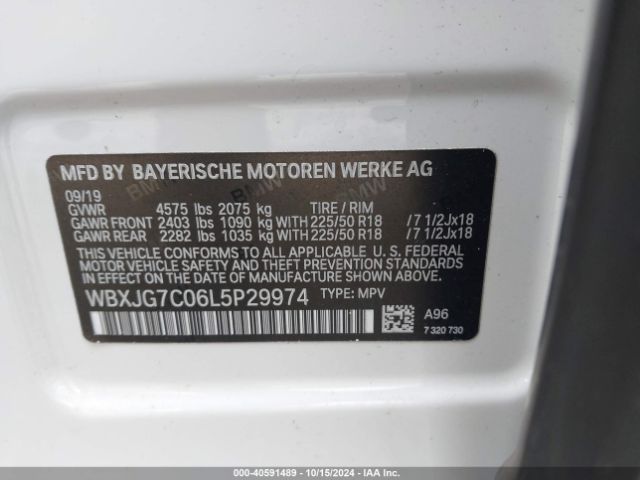 MFD BY BAYERISCHE MOTOREN WERKE AG
09/19
GVWR 4575 lbs 2075 kg TIRE / RIM
GAWR FRONT 2403 lbs 1090 kg WITH 225/50 R18 /7 1/2Jx18
GAWR REAR 2282 lbs 1035 kg WITH 225/50 R18 /7 1/2Jx18
THIS VEHICLE CONFORMS TO ALL APPLICABLE U. S. FEDERAL
MOTOR VEHICLE SAFETY AND THEFT PREVENTION STANDARDS
IN EFFECT ON THE DATE OF MANUFACTURE SHOWN ABOVE.
WBXJG7C06L5P29974 TYPE: MPV
A96
7 320 730
000-40591489 - 10/15/2024 - IAA Corp.